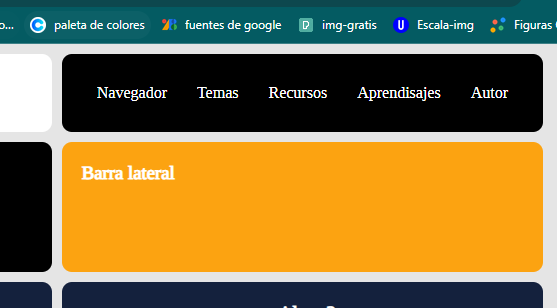 o... paleta de colores fuentes de google img-gratis Escala-img Figuras
Navegador Temas Recursos Aprendisajes Autor
Barra lateral